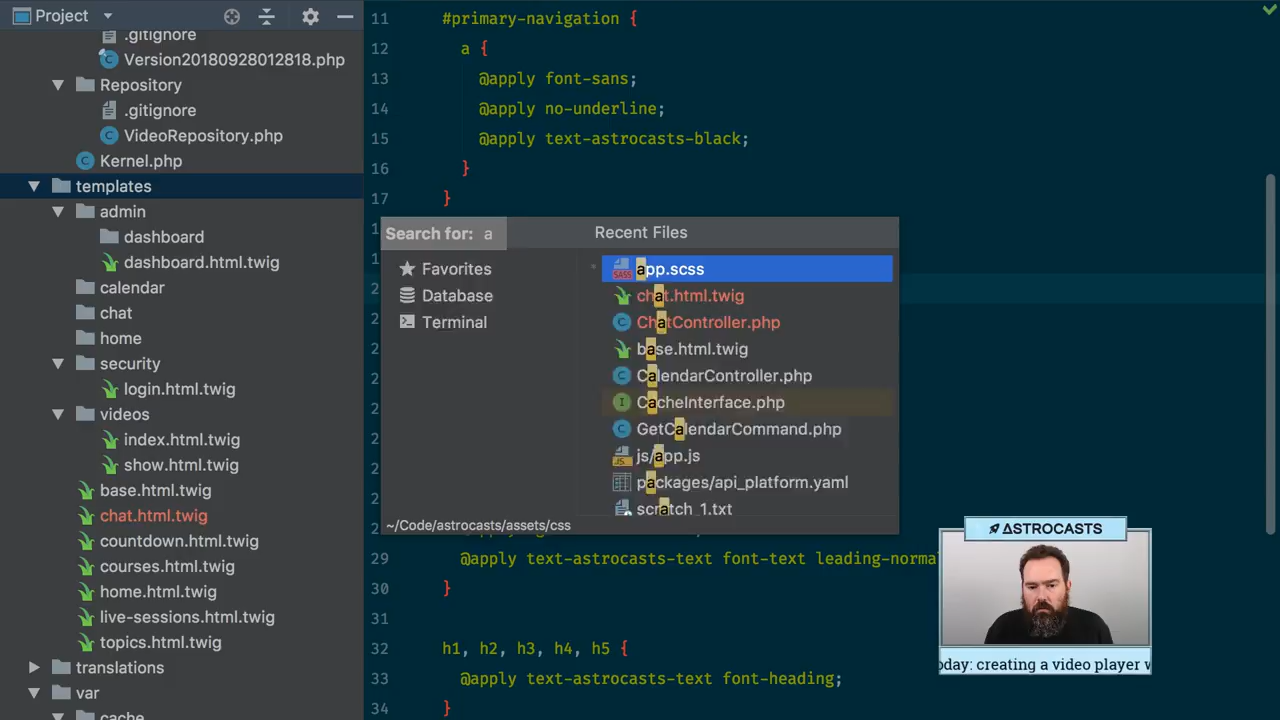 Project
.gitignore
Version20180928012818.php
Repository
.gitignore
VideoRepository.php
Kernel.php
templates
admin
dashboard
dashboard.html.twig
calendar
chat
home
security
login.html.twig
videos
index.html.twig
show.html.twig
base.html.twig
chat.html.twig
countdown.html.twig
courses.html.twig
home.html.twig
live-sessions.html.twig
topics.html.twig
translations
var
cache
11 #primary-navigation {
12 a {
13 @apply font-sans;
14 @apply no-underline;
15 @apply text-astrocasts-black;
16 }
17 }
Search for: a
Recent Files
Favorites
Database
Terminal
app.scss
chat.html.twig
ChatController.php
base.html.twig
CalendarController.php
CacheInterface.php
GetCalendarCommand.php
js/app.js
packages/api_platform.yaml
scratch_1.txt
~/Code/astrocasts/assets/css
29 @apply text-astrocasts-text font-text leading-norma
30 }
31
32 h1, h2, h3, h4, h5 {
33 @apply text-astrocasts-text font-heading;
34 }
ΔSTROCASTS
oday: creating a video player w